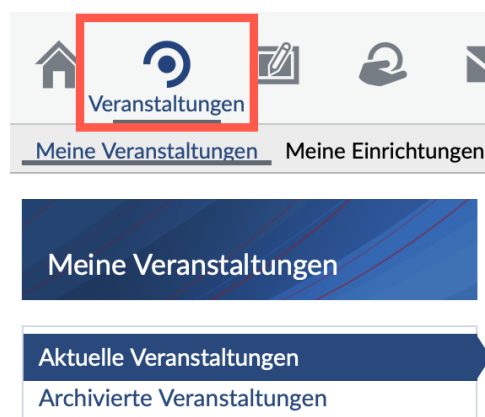 Veranstaltungen
Meine Veranstaltungen Meine Einrichtungen
Meine Veranstaltungen
Aktuelle Veranstaltungen
Archivierte Veranstaltungen